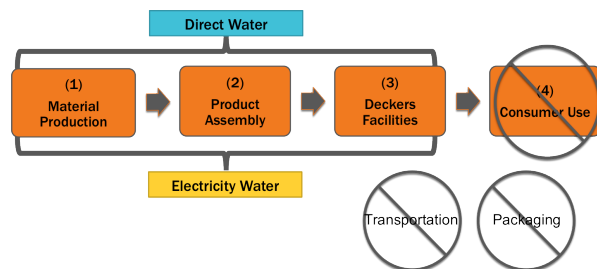 Direct Water
(1)
Material
Production
(2)
Product
Assembly
(3)
Deckers
Facilities
(4)
Consumer Use
Electricity Water
Transportation
Packaging